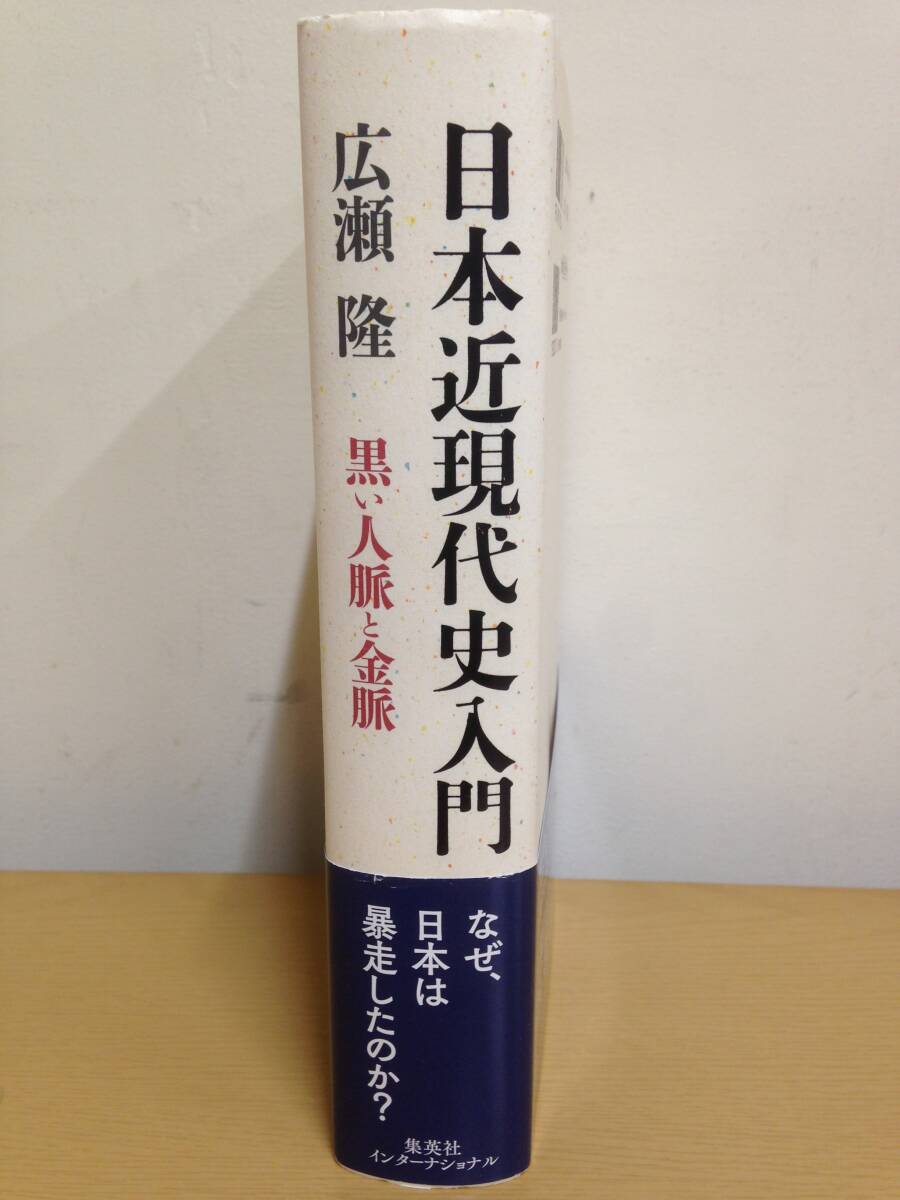 日本近現代史入門
広瀬 隆
黒い人脈と金脈
なぜ、
日本は
暴走したのか?
集英社
インターナショナル